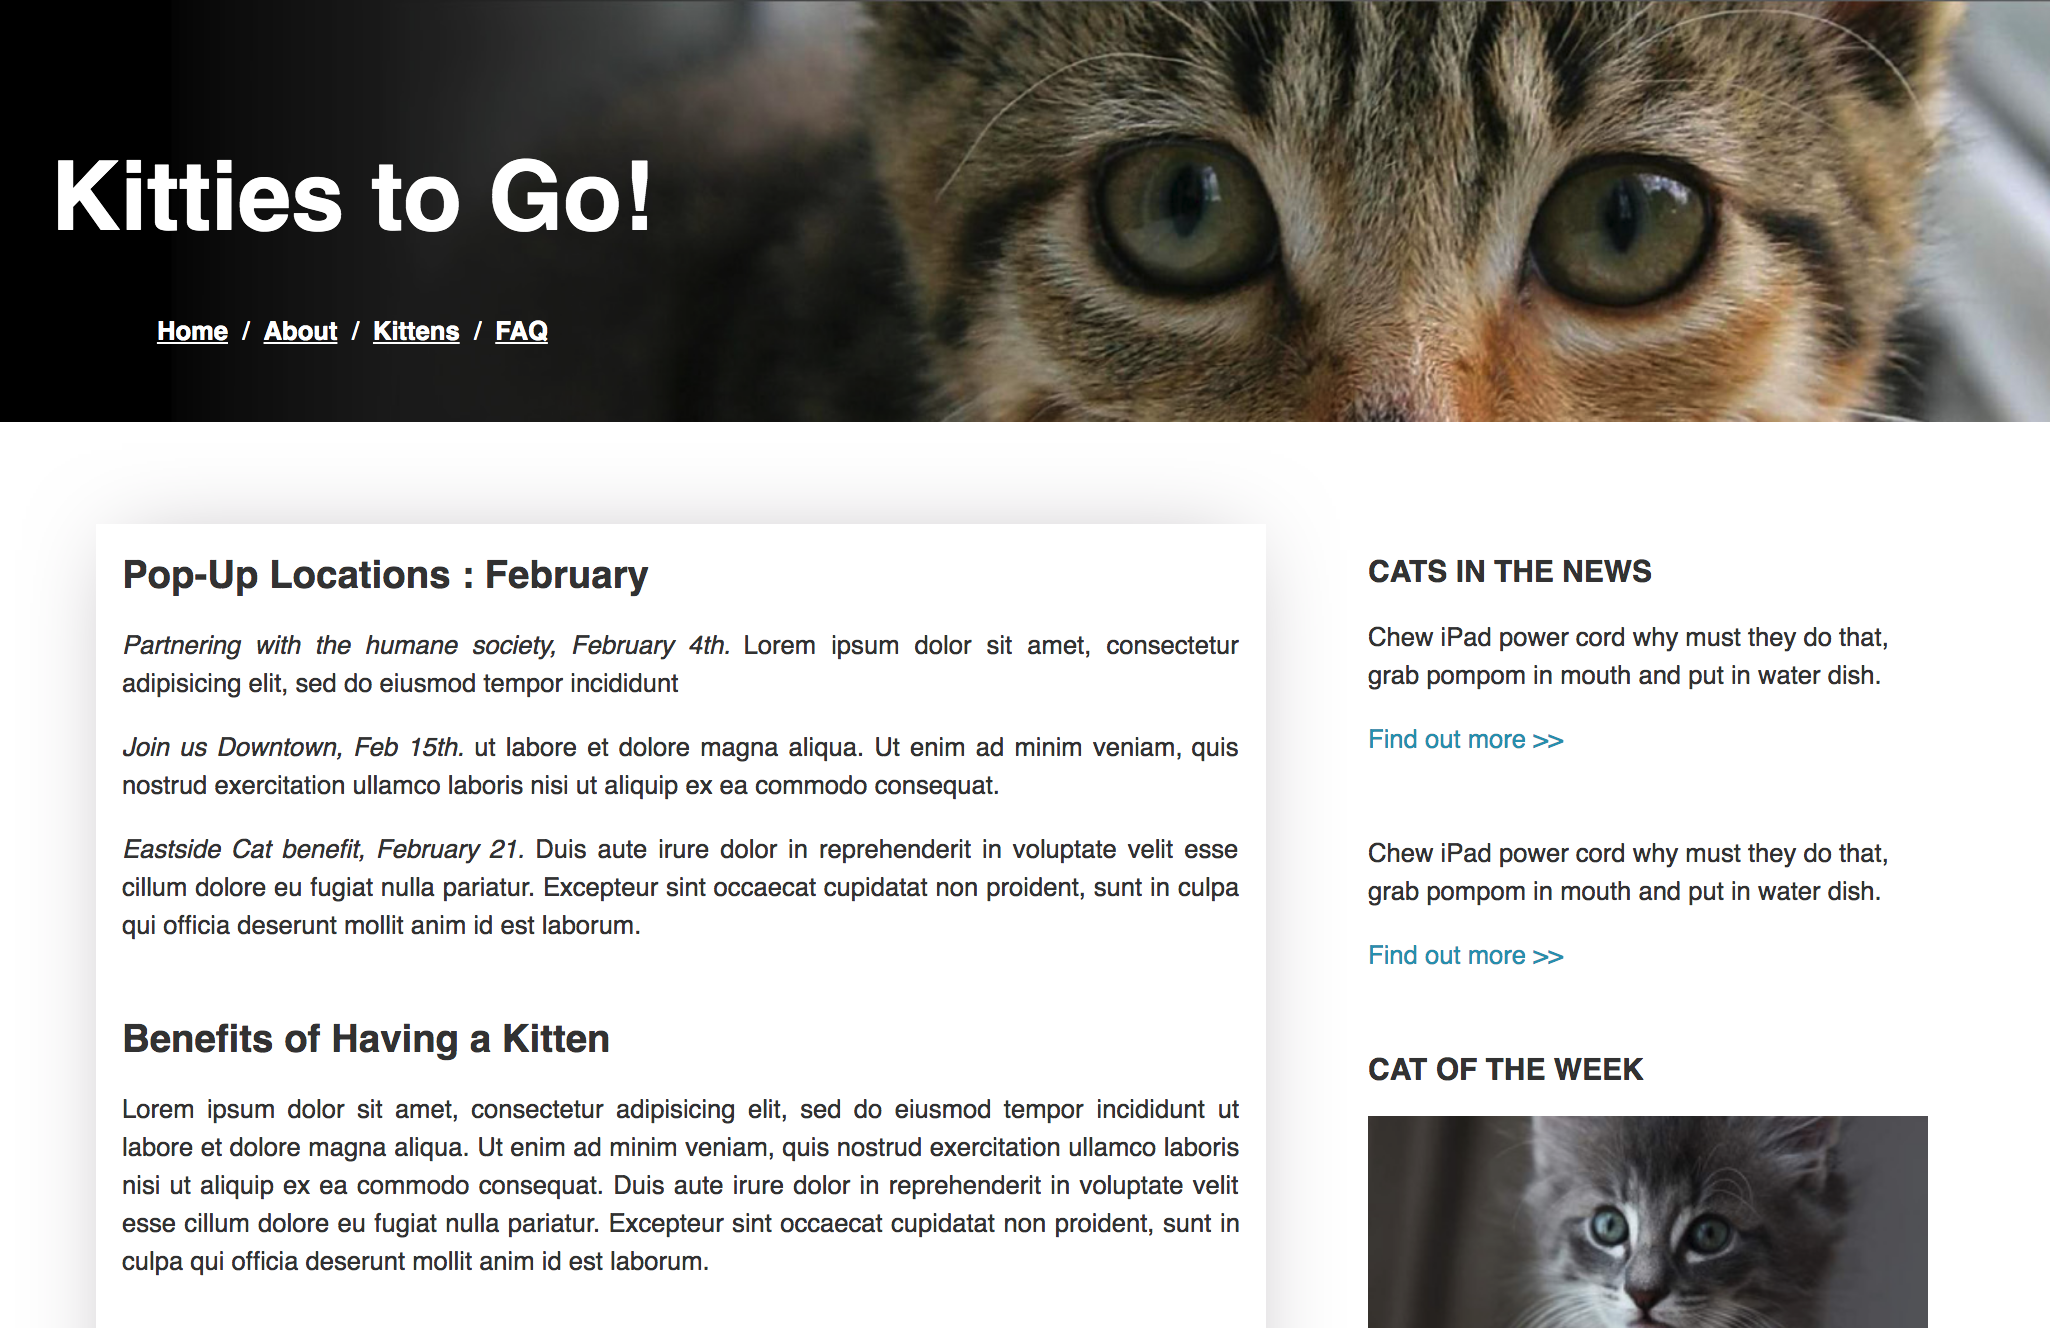 Kitties to Go!
Home / About / Kittens / FAQ
Pop-Up Locations : February
Partnering with the humane society, February 4th. Lorem ipsum dolor sit amet, consectetur
adipisicing elit, sed do eiusmod tempor incididunt
Join us Downtown, Feb 15th. ut labore et dolore magna aliqua. Ut enim ad minim veniam, quis
nostrud exercitation ullamco laboris nisi ut aliquip ex ea commodo consequat.
Eastside Cat benefit, February 21. Duis aute irure dolor in reprehenderit in voluptate velit esse
cillum dolore eu fugiat nulla pariatur. Excepteur sint occaecat cupidatat non proident, sunt in culpa
qui officia deserunt mollit anim id est laborum.
Benefits of Having a Kitten
Lorem ipsum dolor sit amet, consectetur adipisicing elit, sed do eiusmod tempor incididunt ut
labore et dolore magna aliqua. Ut enim ad minim veniam, quis nostrud exercitation ullamco laboris
nisi ut aliquip ex ea commodo consequat. Duis aute irure dolor in reprehenderit in voluptate velit
esse cillum dolore eu fugiat nulla pariatur. Excepteur sint occaecat cupidatat non proident, sunt in
culpa qui officia deserunt mollit anim id est laborum.
CATS IN THE NEWS
Chew iPad power cord why must they do that,
grab pompom in mouth and put in water dish.
Find out more >>
Chew iPad power cord why must they do that,
grab pompom in mouth and put in water dish.
Find out more >>
CAT OF THE WEEK